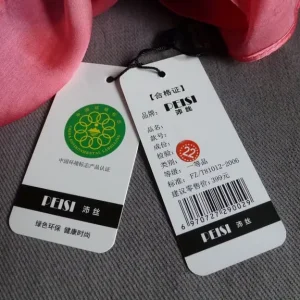 中国环境标志产品认证
PEISI 沛丝
绿色环保 健康时尚
【合格证】
品牌: PEISI
沛丝
品名:
款号:
成份:
检验:
22
类别:
等级: 一等品
标准: FZ/T81012-2006
建议零售价: 399元
6970727290029
PEISI 沛丝